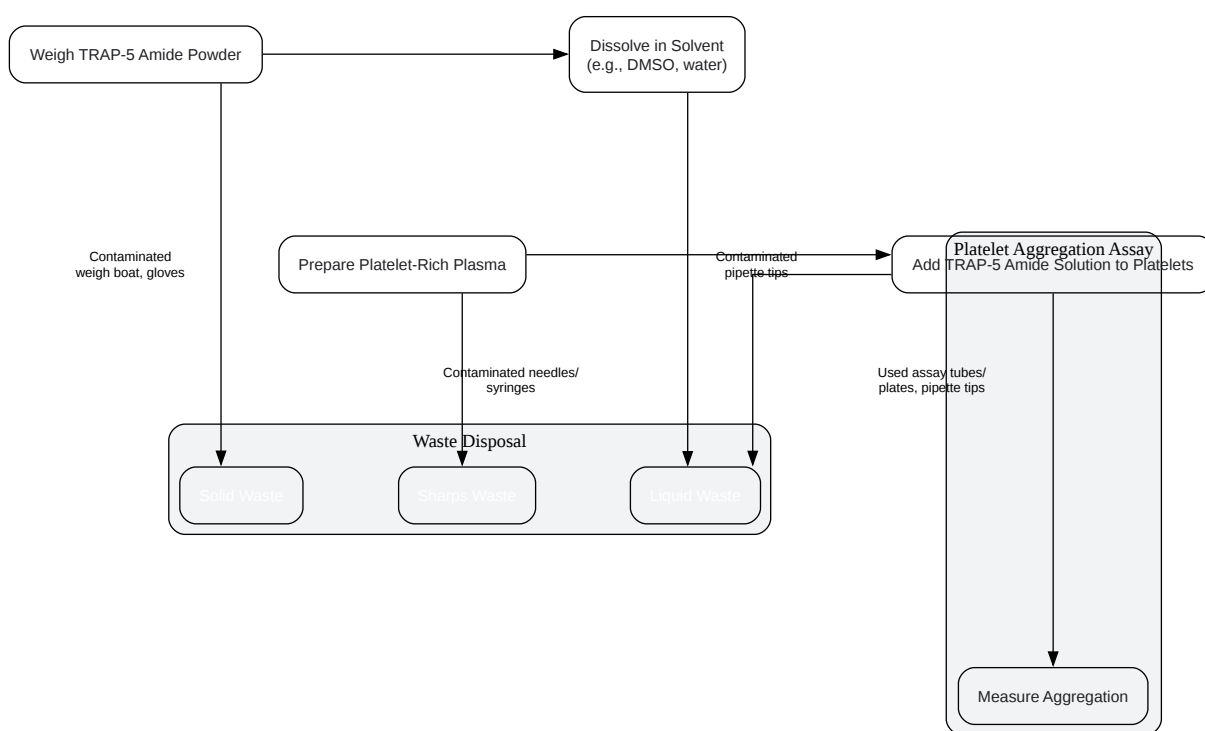 Weigh TRAP-5 Amide Powder
Dissolve in Solvent
(e.g., DMSO, water)
Contaminated
weigh boat, gloves
Prepare Platelet-Rich Plasma
Contaminated
pipette tips
Platelet Aggregation Assay
Add TRAP-5 Amide Solution to Platelets
Contaminated needles/
syringes
Used assay tubes/
plates, pipette tips
Waste Disposal
Solid Waste
Sharps Waste
Liquid Waste
Measure Aggregation